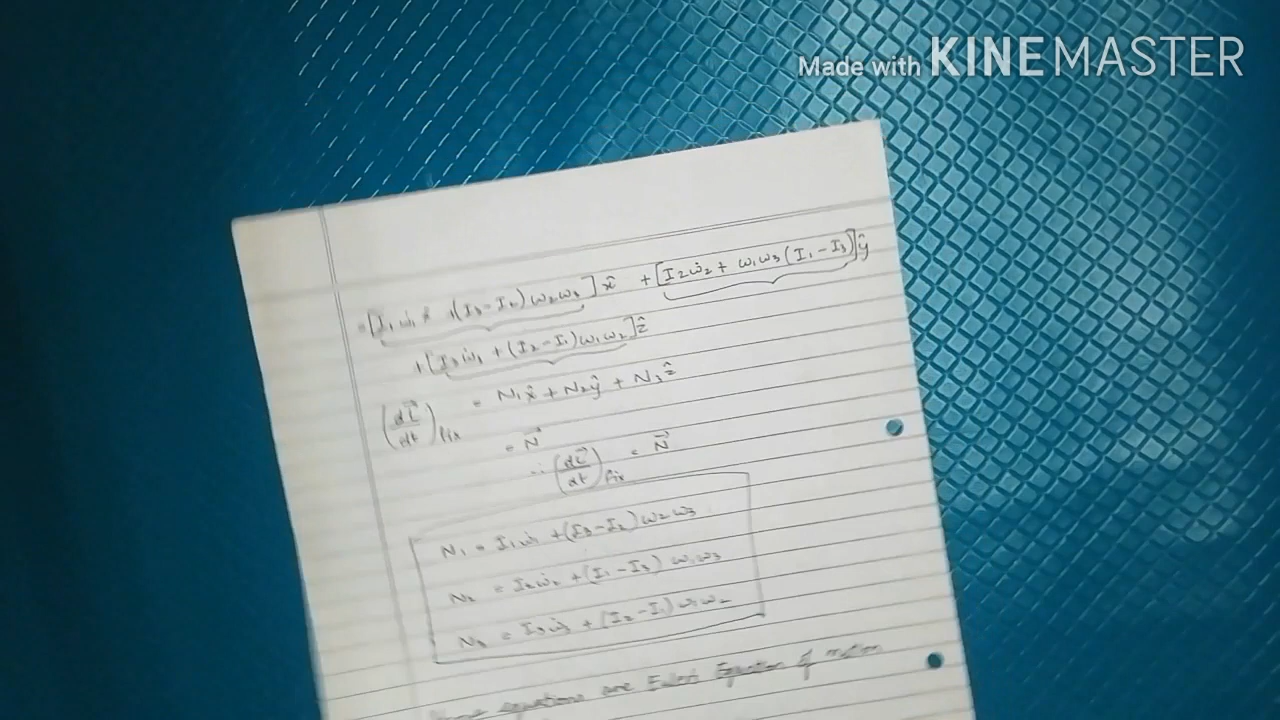 Made with KINEMASTER
= [I₁ω̇₁ x̂ + (I₃-I₂) ω₂ω₃] x̂ + [I₂ω̇₂ + ω₁ω₃ (I₁-I₃)] ŷ
+ [I₃ω̇₃ + (I₂-I₁) ω₁ω₂] ẑ
(dL⃗/dt)fix = N₁x̂ + N₂ŷ + N₃ẑ
= N⃗
∴ (dL⃗/dt)fix = N⃗
N₁ = I₁ω̇₁ + (I₃-I₂) ω₂ω₃
N₂ = I₂ω̇₂ + (I₁-I₃) ω₁ω₃
N₃ = I₃ω̇₃ + (I₂-I₁) ω₁ω₂
equations are Euler's Equation of motion